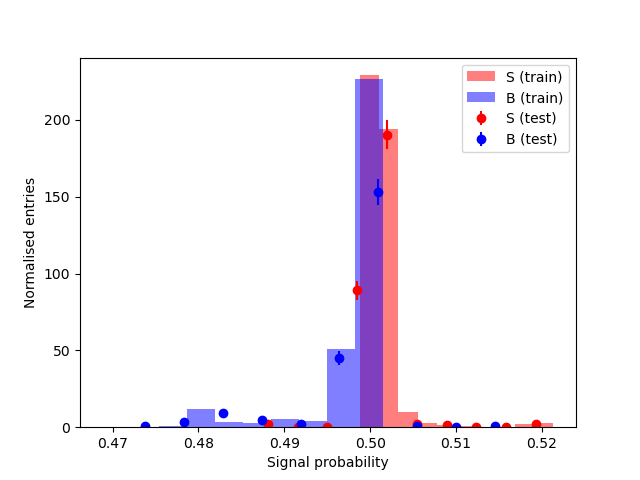 S (train)
B (train)
S (test)
B (test)
Normalised entries
200
150
100
50
0
0.47 0.48 0.49 0.50 0.51 0.52
Signal probability